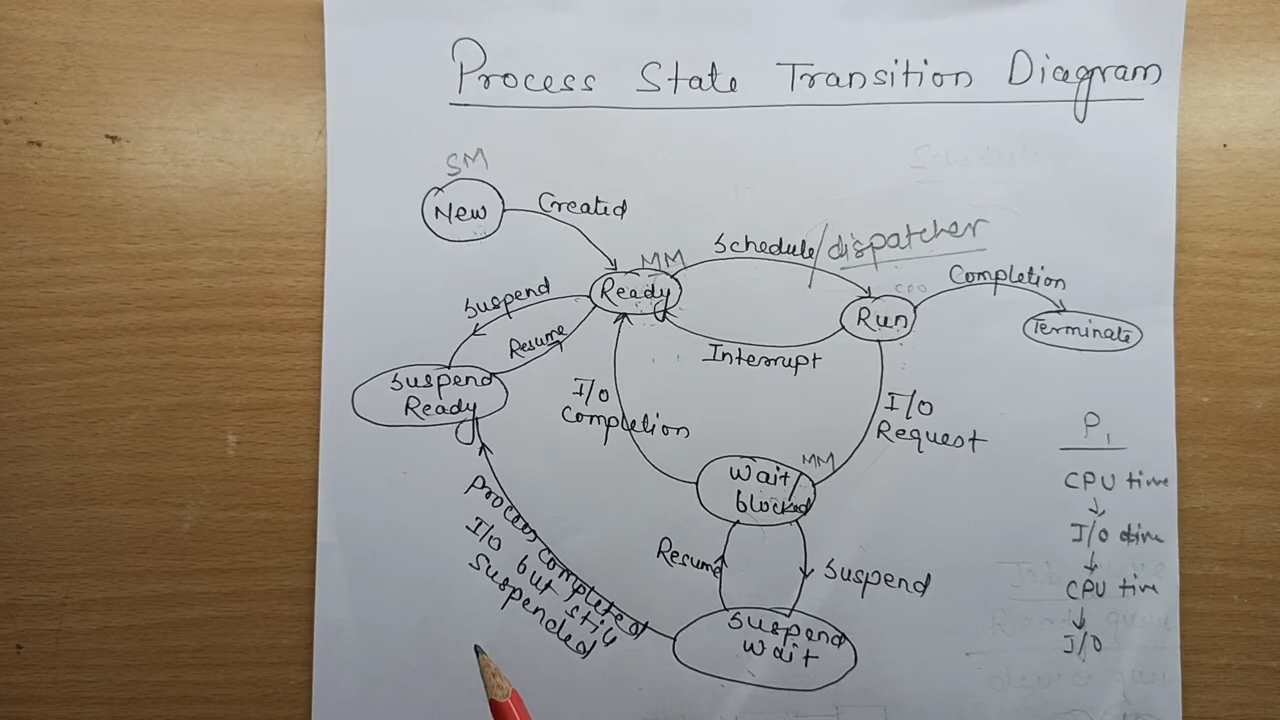 Process State Transition Diagram
SM
New
Created
MM
Ready
Schedule/dispatcher
CPU
Run
Completion
Terminate
Suspend
Resume
Suspend
Ready
Interrupt
I/O
Completion
I/O
Request
MM
Wait/
blocked
Resume
Suspend
Suspend
Wait
Process completed
I/O but still
suspended
P1
CPU time
I/O time
CPU time
I/O